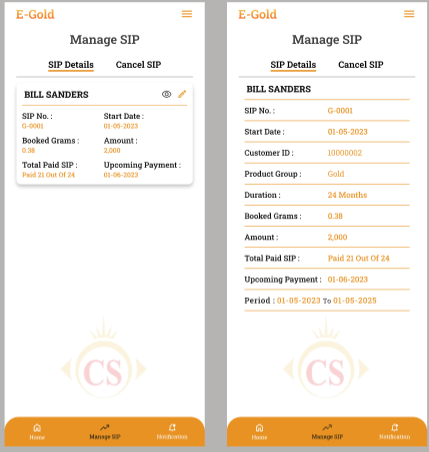 E-Gold
Manage SIP
SIP Details Cancel SIP
BILL SANDERS
SIP No. : Start Date :
G-0001 01-05-2023
Booked Grams : Amount :
0.38 2,000
Total Paid SIP : Upcoming Payment :
Paid 21 Out Of 24 01-06-2023
CS
Home Manage SIP Notification
E-Gold
Manage SIP
SIP Details Cancel SIP
BILL SANDERS
SIP No. : G-0001
Start Date : 01-05-2023
Customer ID : 10000002
Product Group : Gold
Duration : 24 Months
Booked Grams : 0.38
Amount : 2,000
Total Paid SIP : Paid 21 Out Of 24
Upcoming Payment : 01-06-2023
Period : 01-05-2023 To 01-05-2025
CS
Home Manage SIP Notification